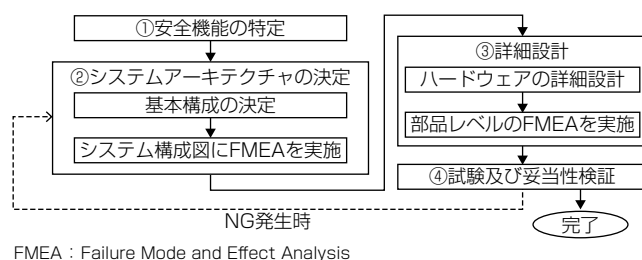 ①安全機能の特定
②システムアーキテクチャの決定
基本構成の決定
システム構成図にFMEAを実施
③詳細設計
ハードウェアの詳細設計
部品レベルのFMEAを実施
④試験及び妥当性検証
NG発生時
完了
FMEA：Failure Mode and Effect Analysis